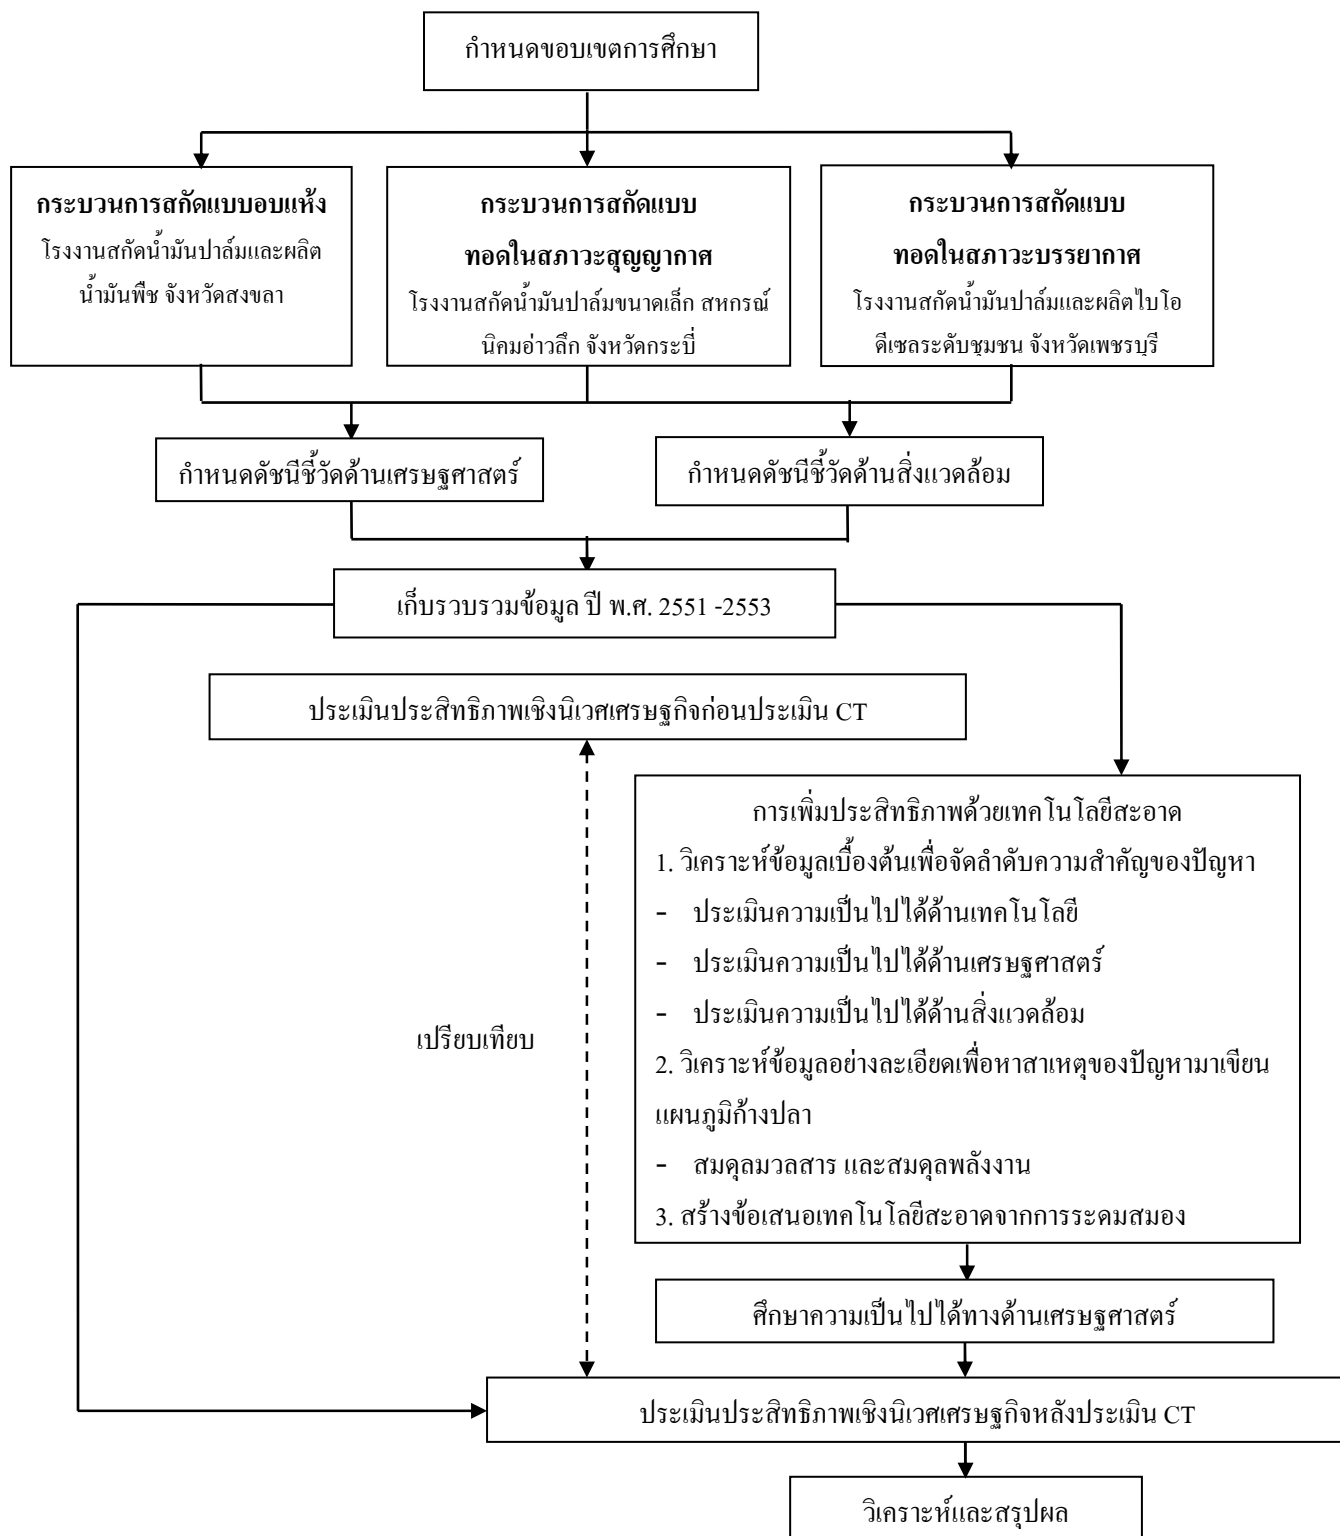 กำหนดขอบเขตการศึกษา
กระบวนการสกัดแบบอบแห้ง
โรงงานสกัดน้ำมันปาล์มและผลิต
น้ำมันพืช จังหวัดสงขลา
กระบวนการสกัดแบบ
ทอดในสภาวะสุญญากาศ
โรงงานสกัดน้ำมันปาล์มขนาดเล็ก สหกรณ์
นิคมอ่าวลึก จังหวัดกระบี่
กระบวนการสกัดแบบ
ทอดในสภาวะบรรยากาศ
โรงงานสกัดน้ำมันปาล์มและผลิตไบโอ
ดีเซลระดับชุมชน จังหวัดเพชรบุรี
กำหนดดัชนีชี้วัดด้านเศรษฐศาสตร์
กำหนดดัชนีชี้วัดด้านสิ่งแวดล้อม
เก็บรวบรวมข้อมูล ปี พ.ศ. 2551 -2553
ประเมินประสิทธิภาพเชิงนิเวศเศรษฐกิจก่อนประเมิน CT
การเพิ่มประสิทธิภาพด้วยเทคโนโลยีสะอาด
1. วิเคราะห์ข้อมูลเบื้องต้นเพื่อจัดลำดับความสำคัญของปัญหา
- ประเมินความเป็นไปได้ด้านเทคโนโลยี
- ประเมินความเป็นไปได้ด้านเศรษฐศาสตร์
- ประเมินความเป็นไปได้ด้านสิ่งแวดล้อม
2. วิเคราะห์ข้อมูลอย่างละเอียดเพื่อหาสาเหตุของปัญหามาเขียน
แผนภูมิก้างปลา
- สมดุลมวลสาร และสมดุลพลังงาน
3. สร้างข้อเสนอเทคโนโลยีสะอาดจากการระดมสมอง
เปรียบเทียบ
ศึกษาความเป็นไปได้ทางด้านเศรษฐศาสตร์
ประเมินประสิทธิภาพเชิงนิเวศเศรษฐกิจหลังประเมิน CT
วิเคราะห์และสรุปผล